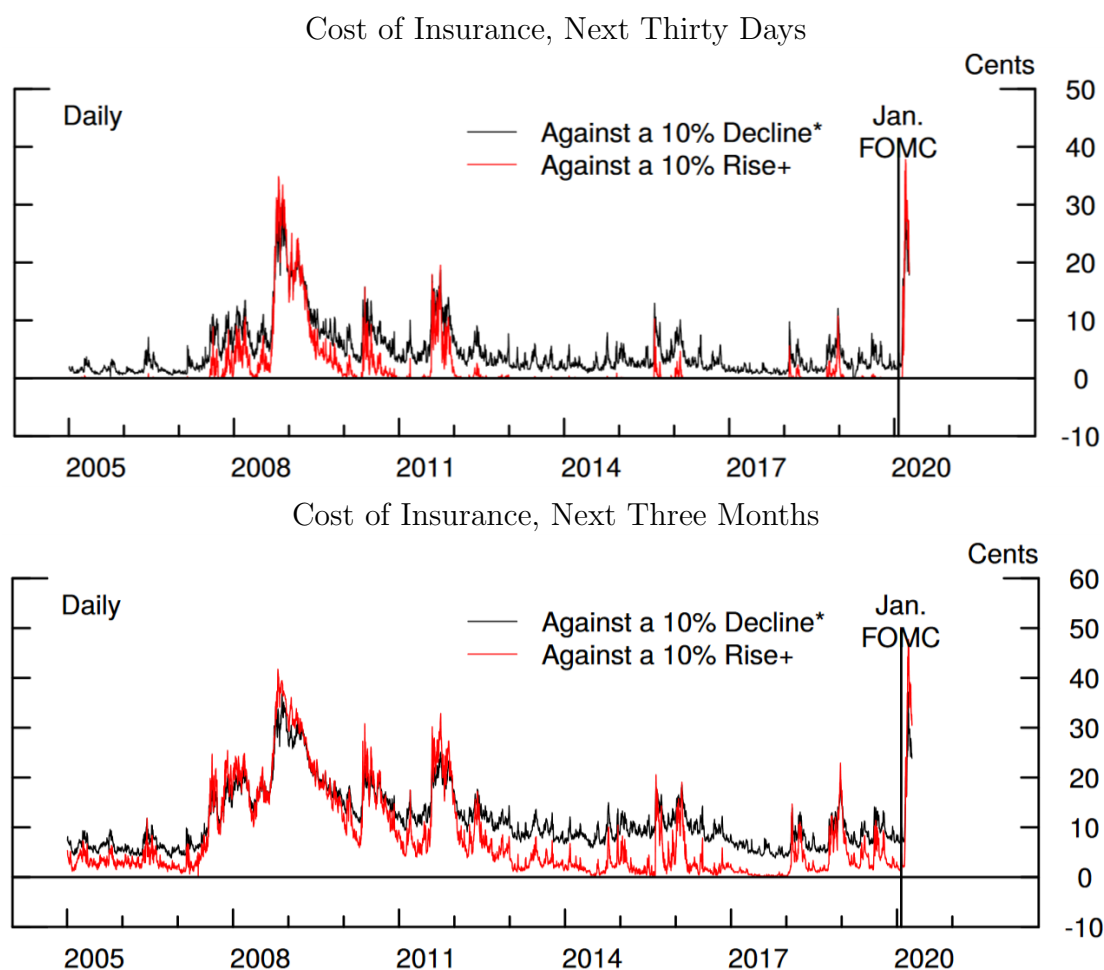 Cost of Insurance, Next Thirty Days
Cents
Daily
Against a 10% Decline*
Against a 10% Rise+
Jan.
FOMC
50
40
30
20
10
0
-10
2005 2008 2011 2014 2017 2020
Cost of Insurance, Next Three Months
Cents
Daily
Against a 10% Decline*
Against a 10% Rise+
Jan.
FOMC
60
50
40
30
20
10
0
-10
2005 2008 2011 2014 2017 2020